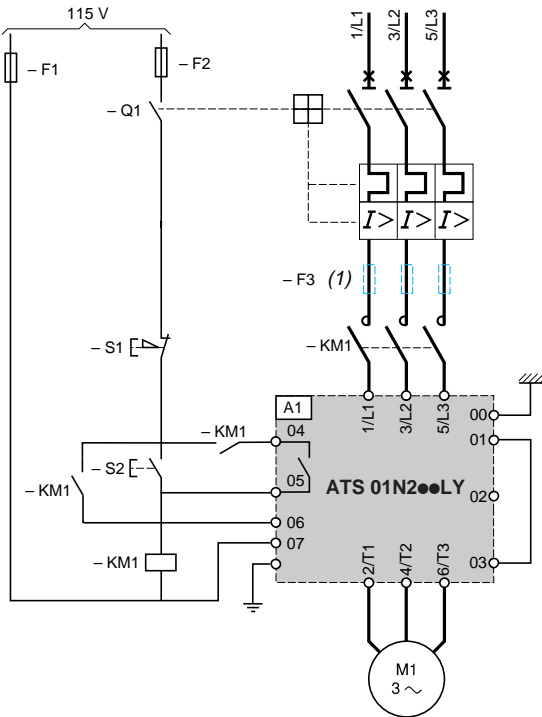 115 V
1/L1
3/L2
5/L3
– F1
– F2
– Q1
I>
I>
I>
– F3 (1)
– S1
– KM1
A1
1/L1
3/L2
5/L3
00
04
01
– KM1
– S2
05
ATS 01N2●●LY
– KM1
02
06
07
– KM1
03
2/T1
4/T2
6/T3
M1
3 ~